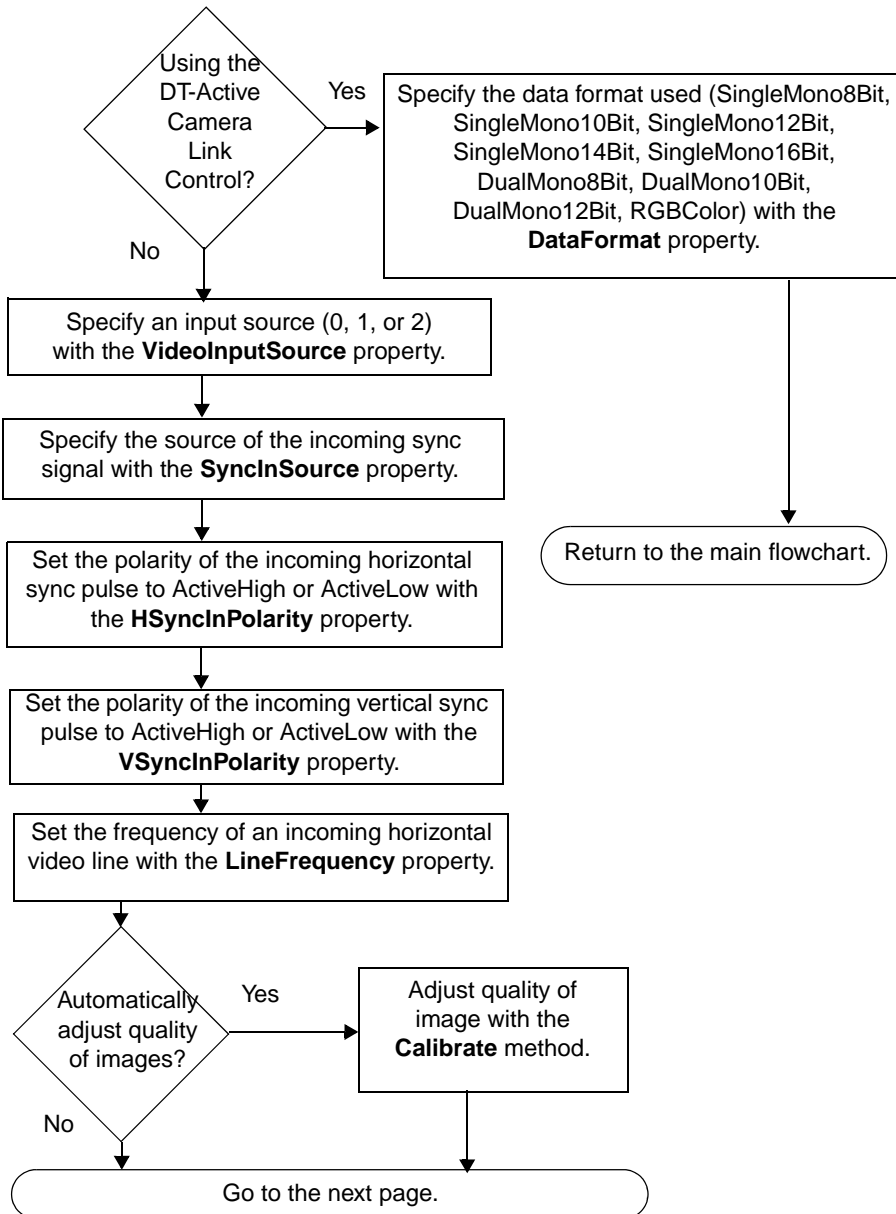 Using the
DT-Active
Camera
Link
Control?
Yes
Specify the data format used (SingleMono8Bit,
SingleMono10Bit, SingleMono12Bit,
SingleMono14Bit, SingleMono16Bit,
DualMono8Bit, DualMono10Bit,
DualMono12Bit, RGBColor) with the
DataFormat property.
No
Specify an input source (0, 1, or 2)
with the VideoInputSource property.
Specify the source of the incoming sync
signal with the SyncInSource property.
Return to the main flowchart.
Set the polarity of the incoming horizontal
sync pulse to ActiveHigh or ActiveLow with
the HSyncInPolarity property.
Set the polarity of the incoming vertical sync
pulse to ActiveHigh or ActiveLow with the
VSyncInPolarity property.
Set the frequency of an incoming horizontal
video line with the LineFrequency property.
Automatically
adjust quality
of images?
Yes
Adjust quality of
image with the
Calibrate method.
No
Go to the next page.